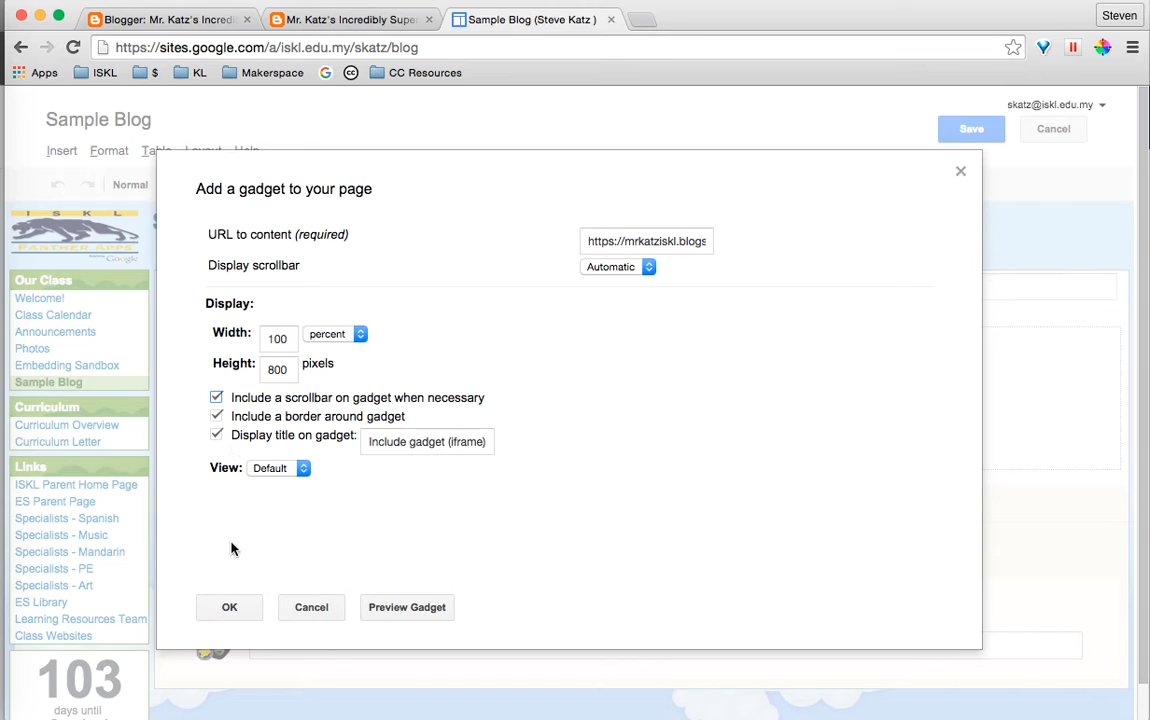 Blogger: Mr. Katz's Incredi
Mr. Katz's Incredibly Super
Sample Blog (Steve Katz )
Steven
https://sites.google.com/a/iskl.edu.my/skatz/blog
Apps
ISKL
$
KL
Makerspace
G
cc
CC Resources
skatz@iskl.edu.my
Sample Blog
Save
Cancel
Insert
Format
Normal
Add a gadget to your page
URL to content (required)
https://mrkatziskl.blogs
Display scrollbar
Automatic
Display:
Width:
100
percent
Height:
800
pixels
Include a scrollbar on gadget when necessary
Include a border around gadget
Display title on gadget:
Include gadget (iframe)
View:
Default
OK
Cancel
Preview Gadget
ISKL
PANTHER APPS
Google
Our Class
Welcome!
Class Calendar
Announcements
Photos
Embedding Sandbox
Sample Blog
Curriculum
Curriculum Overview
Curriculum Letter
Links
ISKL Parent Home Page
ES Parent Page
Specialists - Spanish
Specialists - Music
Specialists - Mandarin
Specialists - PE
Specialists - Art
ES Library
Learning Resources Team
Class Websites
103
days until